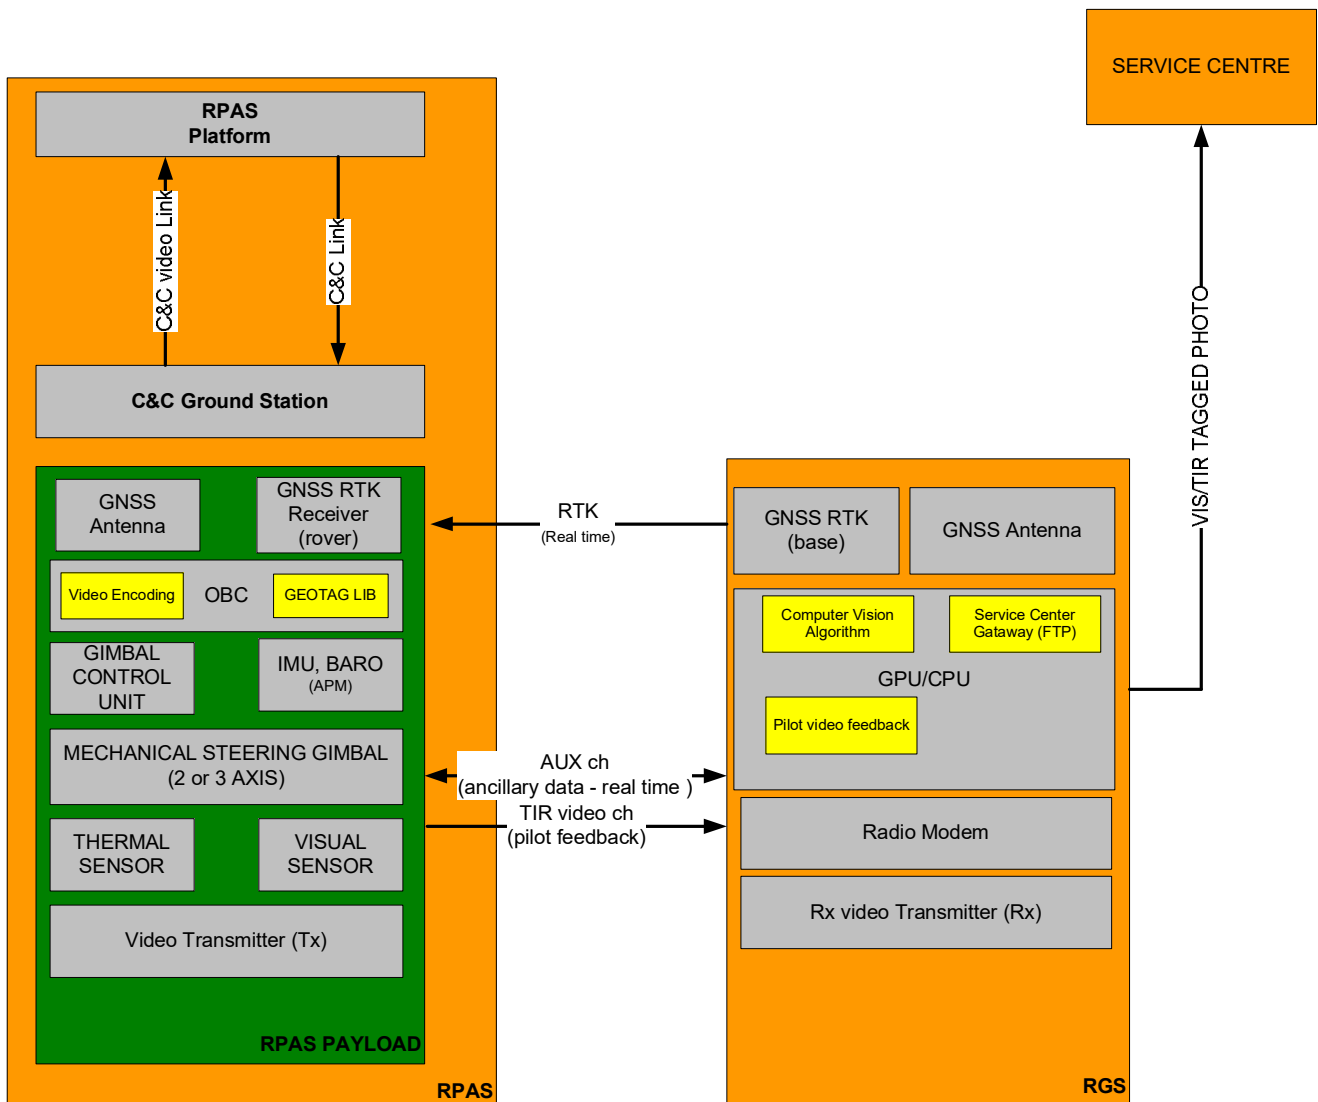 SERVICE CENTRE
RPAS
Platform
C&C video Link
C&C Link
C&C Ground Station
VIS/TIR TAGGED PHOTO
GNSS
Antenna
GNSS RTK
Receiver
(rover)
Video Encoding
OBC
GEOTAG LIB
GIMBAL
CONTROL
UNIT
IMU, BARO
(APM)
MECHANICAL STEERING GIMBAL
(2 or 3 AXIS)
THERMAL
SENSOR
VISUAL
SENSOR
Video Transmitter (Tx)
RPAS PAYLOAD
RPAS
RTK
(Real time)
AUX ch
(ancillary data - real time )
TIR video ch
(pilot feedback)
GNSS RTK
(base)
GNSS Antenna
Computer Vision
Algorithm
Service Center
Gataway (FTP)
GPU/CPU
Pilot video feedback
Radio Modem
Rx video Transmitter (Rx)
RGS